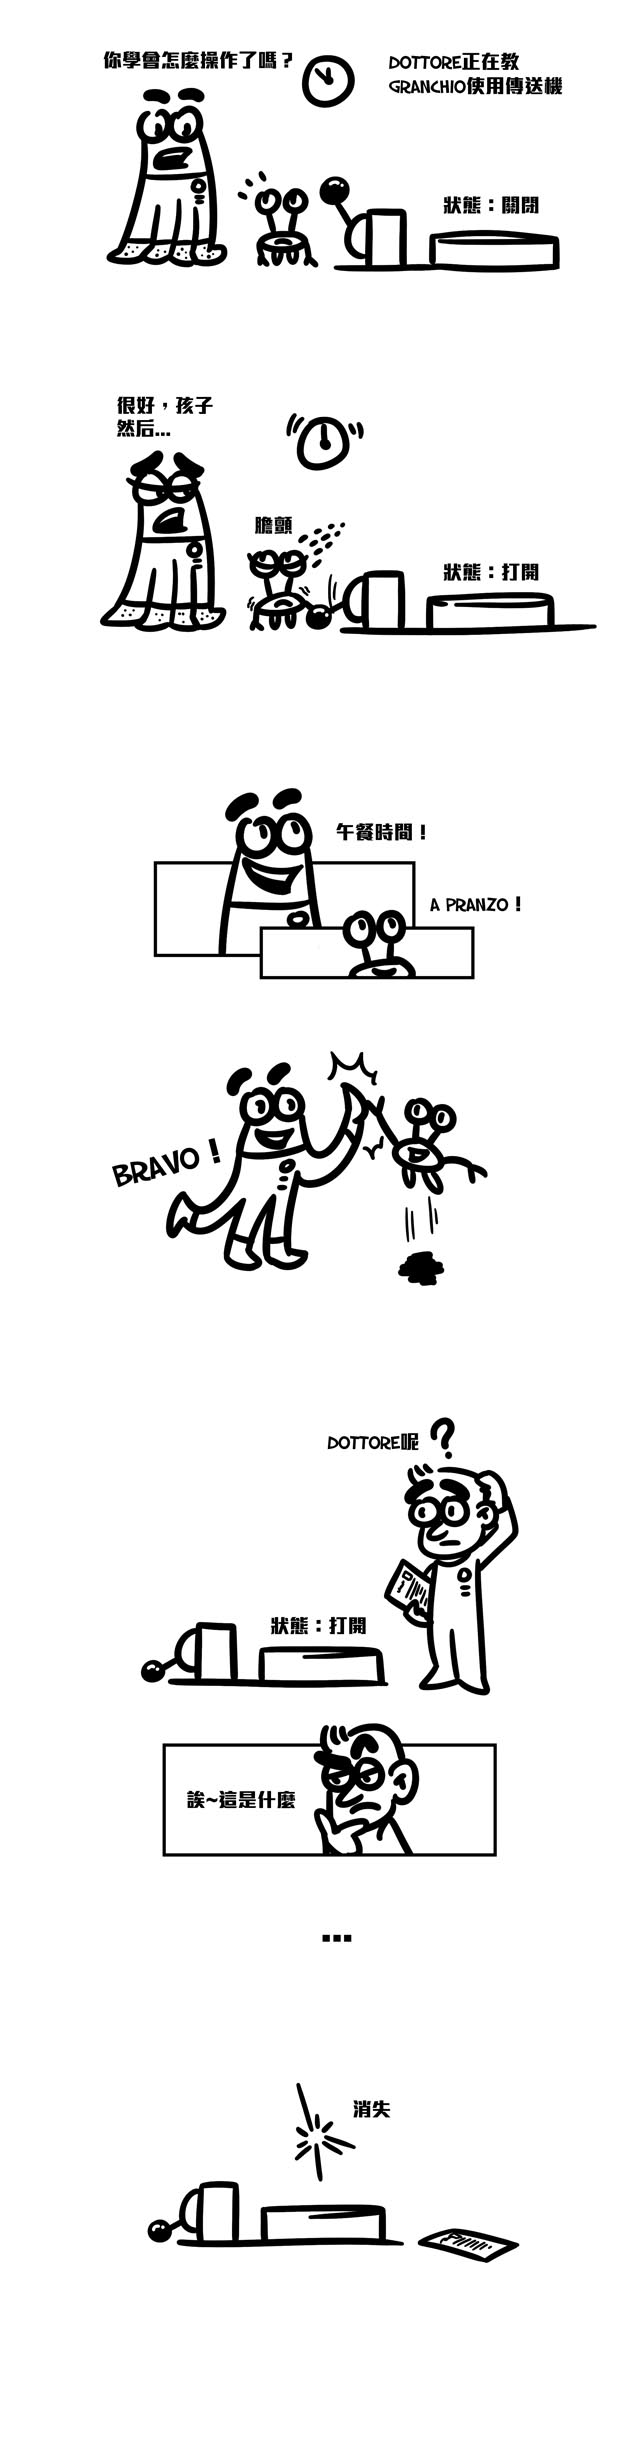 你學會怎麼操作了嗎？
DOTTORE正在教
GRANCHIO使用傳送機
狀態：關閉
很好，孩子
然后...
膽顫
狀態：打開
午餐時間！
A PRANZO！
BRAVO！
DOTTORE呢
?
狀態：打開
誒~這是什麼
...
消失